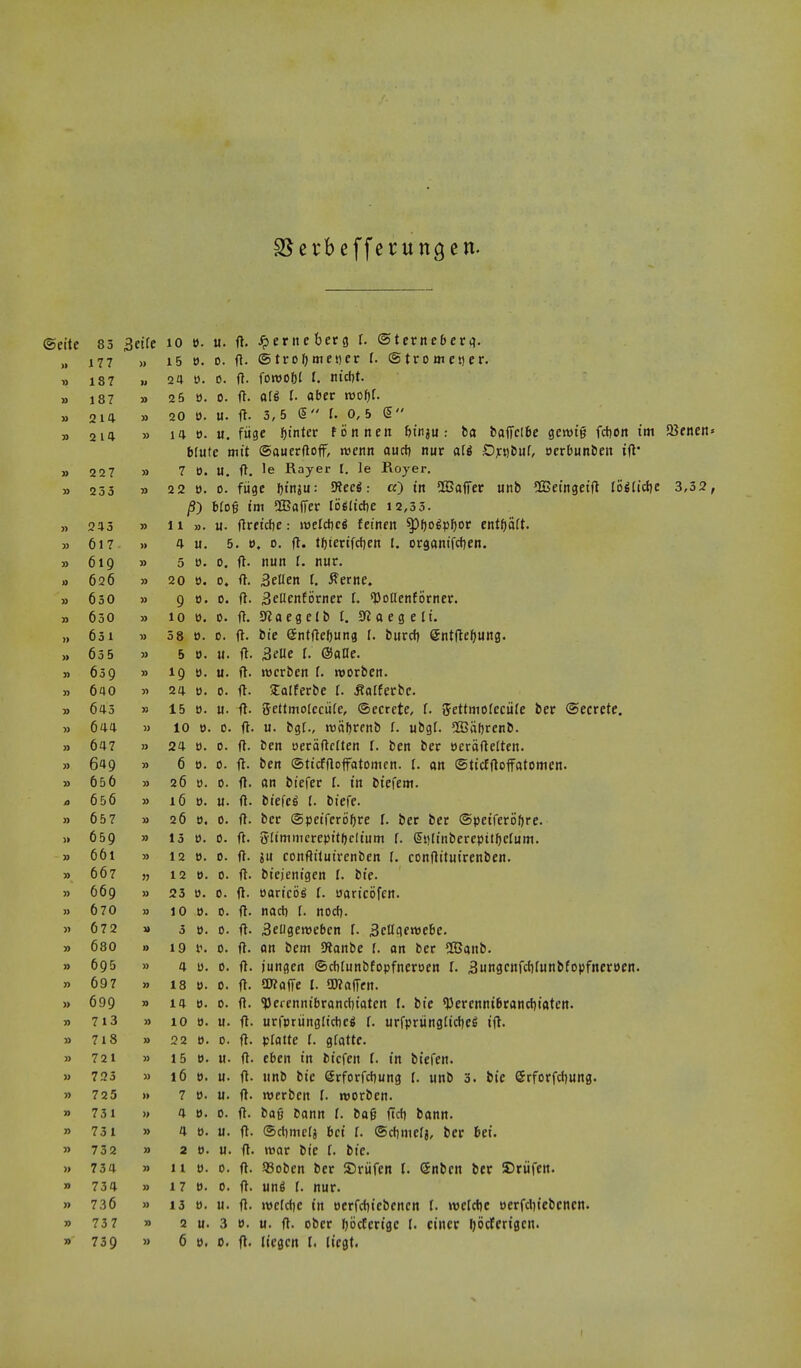 Verbesserungen.
Seite 83 Zeile 10 v. u. st. Herneberg l. Sterneberg.
» 177 » 15 v. o. st. Strohmeyer l. Stromeyer.
» 187 » 24 v. o. st. sowohl l. nicht.
» 187 » 25 v. o. st. als l. aber wohl.
» 214 » 20 v. u. st. 3,5 E" l. 0,5 E"
» 214 » 14 v. u. füge hinter können hinzu: da dasselbe gewiß schon im Venen-
blute mit Sauerstoff, wenn auch nur als Oxydul, verbunden ist.
» 227 » 7 v. u. st. le Rayer l. le Royer.
» 233 » 22 v. o. füge hinzu: Recs: α) in Wasser und Weingeist lösliche 3,32,
β) bloß im Wasser lösliche 12,33.
» 243 » 11 v. u. streiche: welches keinen Phosphor enthält.
» 617 » 4 u. 5. v. o. st. thierischen l. organischen.
» 619 » 5 v. o. st. nun l. nur.
» 626 » 20 v. o. st. Zellen l. Kerne.
» 630 » 9 v. o. st. Zellenkörner l. Pollenkörner.
» 630 » 10 v. o. st. Naegelb l. Naegeli.
» 631 » 38 v. o. st. die Entstehung l. durch Entstehung.
» 635 » 5 v. u. st. Zelle l. Galle.
» 639 » 19 v. u. st. werden l. worden.
» 640 » 24 v. o. st. Talkerde l. Kalkerde.
» 643 » 15 v. u. st. Fettmolecüle, Secrete, l. Fettmolecüle der Secrete.
» 644 » 10 v. o. st. u. dgl., während l. udgl. Während.
» 647 » 24 v. o. st. den verästelten l. den der verästelten.
» 649 » 6 v. o. st. den Stickstoffatomen. l. an Stickstoffatomen.
» 656 » 26 v. o. st. an dieser l. in diesem.
» 656 » 16 v. u. st. dieses l. diese.
» 657 » 26 v. o. st. der Speiseröhre l. der der Speiseröhre.
» 659 » 13 v. o. st. Flimmerepithelium l. Cylinderepithelum.
» 661 » 12 v. o. st. zu constituirenden l. constituirenden.
» 667 » 12 v. o. st. diejenigen l. die.
» 669 » 23 v. o. st. varicös l. varicösen.
» 670 » 10 v. o. st. nach l. noch.
» 672 » 3 v. o. st. Zellgeweben l. Zellgewebe.
» 680 » 19 v. o. st. an dem Rande l. an der Wand.
» 695 » 4 v. o. st. jungen Schlundkopfnerven l. Zungenschlundkopfnerven.
» 697 » 18 v. o. st. Masse l. Massen.
» 699 » 14 v. o. st. Perennibranchiaten l. die Perennibranchiaten.
» 713 » 10 v. u. st. ursprüngliches l. ursprüngliches ist.
» 718 » 22 v. o. st. platte l. glatte.
» 721 » 15 v. u. st. eben in diesen l. in diesen.
» 723 » 16 v. u. st. und die Erforschung l. und 3. die Erforschung.
» 725 » 7 v. u. st. werden l. worden.
» 731 » 4 v. o. st. daß dann l. daß sich dann.
» 731 » 4 v. u. st. Schmelz bei l. Schmelz, der bei.
» 732 » 2 v. u. st. war die l. die.
» 734 » 11 v. o. st. Boden der Drüsen l. Enden der Drüsen.
» 734 » 17 v. o. st. uns l. nur.
» 736 » 13 v. u. st. welche in verschiedenen l. welche verschiedenen.
» 737 » 2 u. 3 v. u. st. oder höckerige l. einer höckerigen.
» 739 » 6 v. o. st. liegen l. liegt.